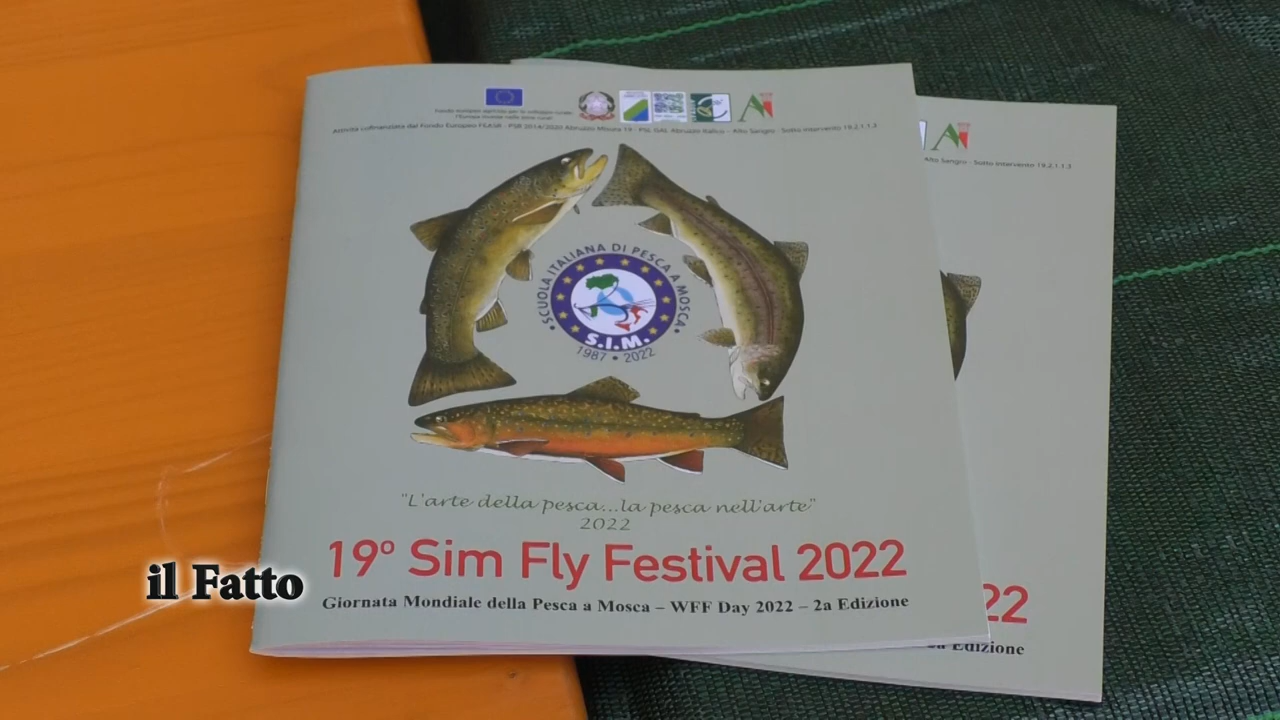 Attività cofinanziata dal Fondo Europeo FEASR - PSR 2014/2020 Abruzzo Misura 19 - PSL GAL Abruzzo Italico - Alto Sangro - Sotto intervento 19.2.1.1.3
Alto Sangro - Sotto intervento 19.2.1.1.3
• SCUOLA ITALIANA DI PESCA A MOSCA •
S.I.M.
1987 • 2022
"L'arte della pesca...la pesca nell'arte"
2022
19° Sim Fly Festival 2022
22
il Fatto
Giornata Mondiale della Pesca a Mosca – WFF Day 2022 – 2a Edizione
Edizione